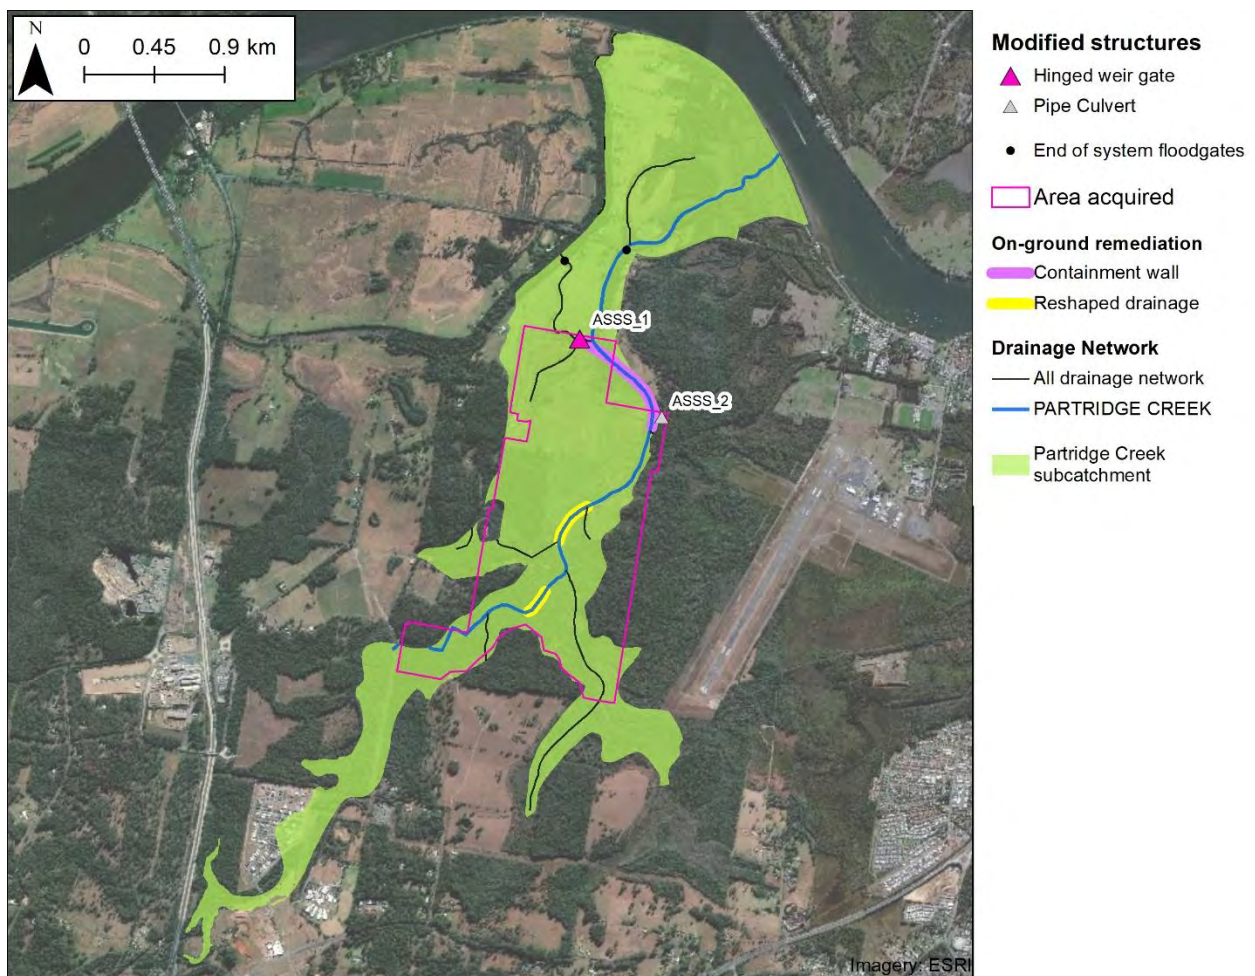 N
0 0.45 0.9 km
ASSS_1
ASSS_2
Imagery: ESRI
Modified structures
Hinged weir gate
Pipe Culvert
End of system floodgates
Area acquired
On-ground remediation
Containment wall
Reshaped drainage
Drainage Network
All drainage network
PARTRIDGE CREEK
Partridge Creek
subcatchment